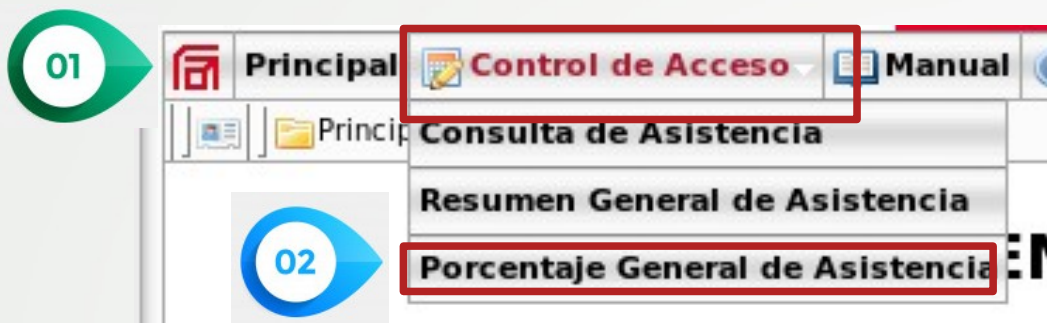 01
Principal Control de Acceso Manual
Princip
Consulta de Asistencia
Resumen General de Asistencia
02
Porcentaje General de Asistencia